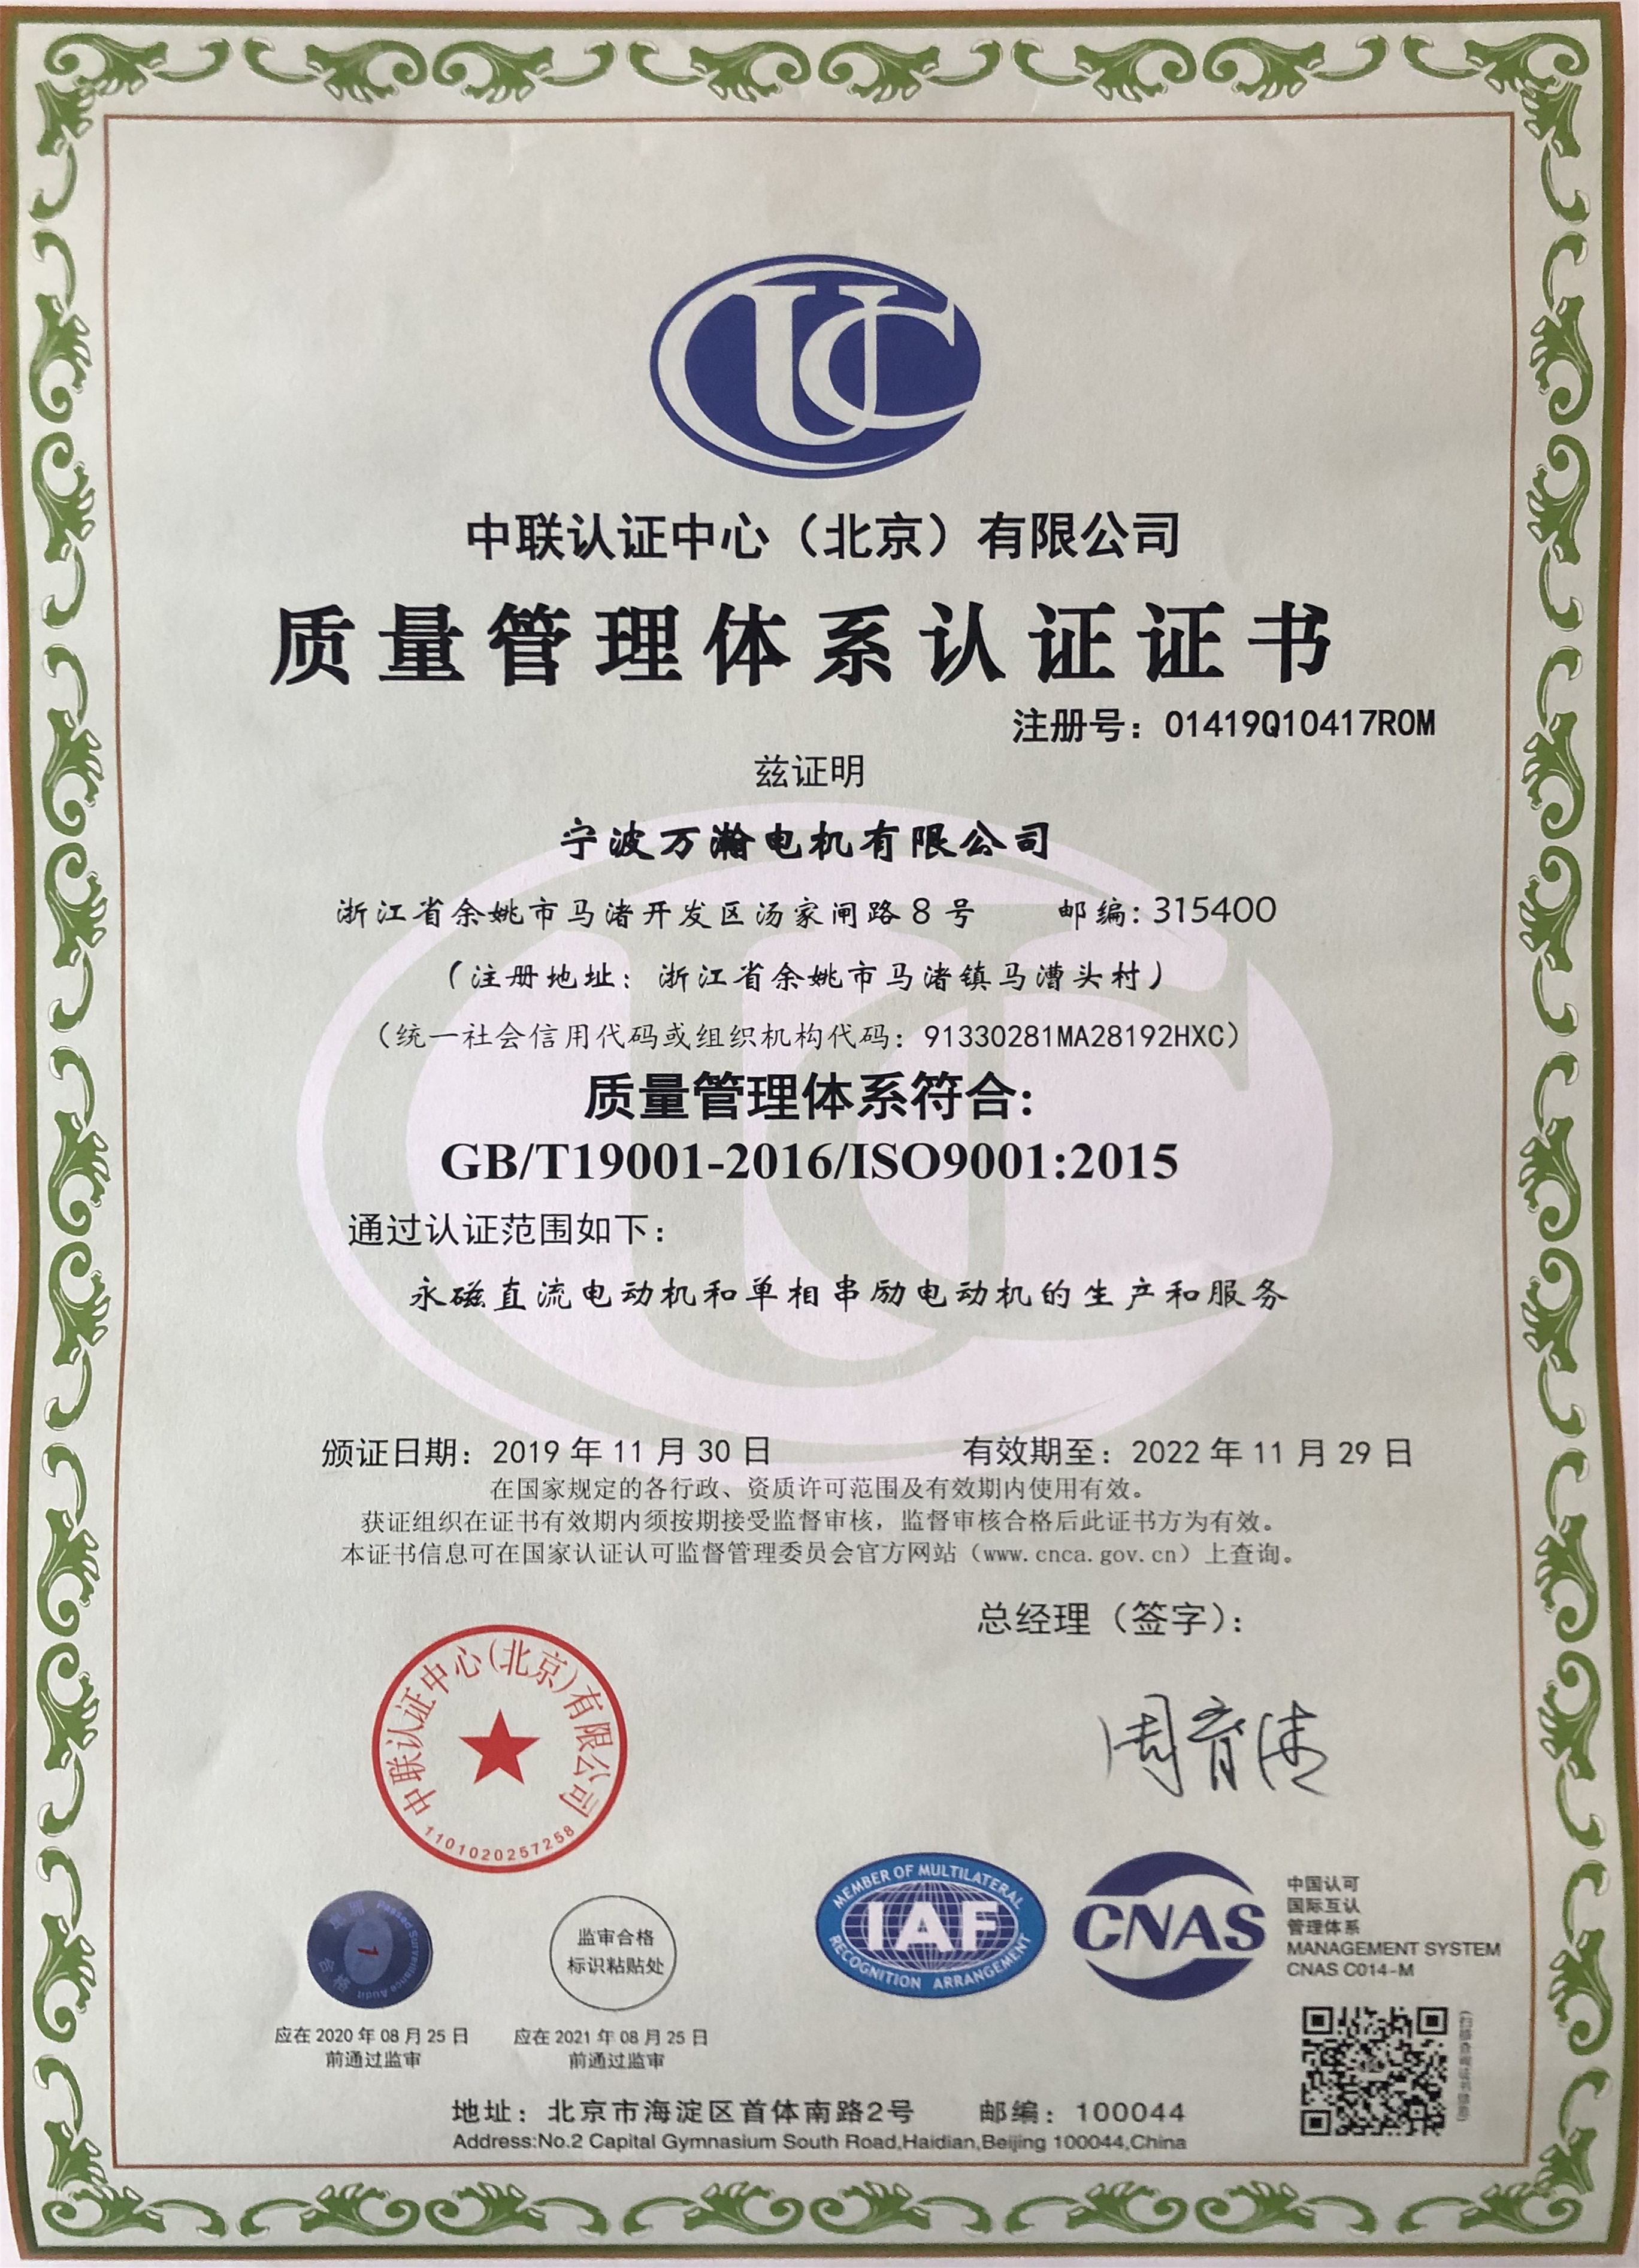 UC
中联认证中心（北京）有限公司
质量管理体系认证证书
注册号：01419Q10417R0M
兹证明
宁波万瀚电机有限公司
浙江省余姚市马渚开发区汤家闸路8号 邮编：315400
（注册地址：浙江省余姚市马渚镇马漕头村）
（统一社会信用代码或组织机构代码：91330281MA28192HXC）
质量管理体系符合：
GB/T19001-2016/ISO9001:2015
通过认证范围如下：
永磁直流电动机和单相串励电动机的生产和服务
颁证日期：2019年11月30日 有效期至：2022年11月29日
在国家规定的各行政、资质许可范围及有效期内使用有效。
获证组织在证书有效期内须按期接受监督审核，监督审核合格后此证书方为有效。
本证书信息可在国家认证认可监督管理委员会官方网站（www.cnca.gov.cn）上查询。
总经理（签字）：
中联认证中心（北京）有限公司
1101020257258
MEMBER OF MULTILATERAL
IAF
RECOGNITION ARRANGEMENT
CNAS
中国认可
国际互认
管理体系
MANAGEMENT SYSTEM
CNAS C014-M
Passed Surveillance Audit
1
合格
监审合格
标识粘贴处
应在2020年08月25日
前通过监审
应在2021年08月25日
前通过监审
（扫描查询证书信息）
地址：北京市海淀区首体南路2号 邮编：100044
Address:No.2 Capital Gymnasium South Road,Haidian,Beijing 100044,China